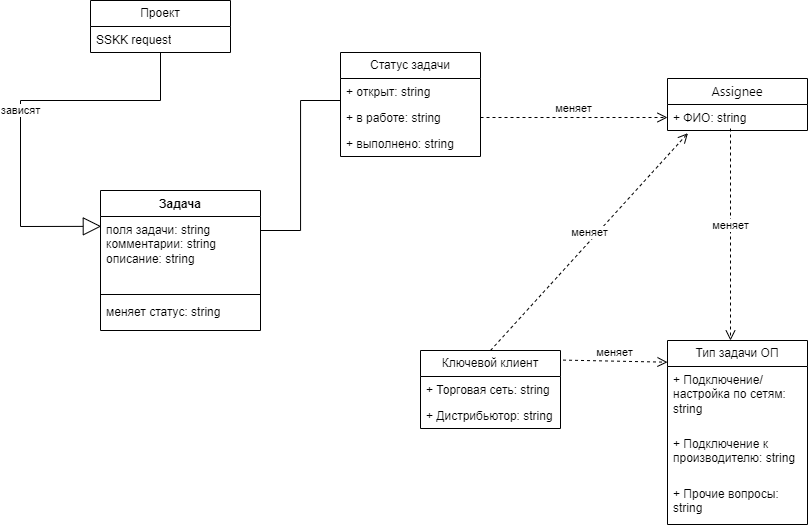 Проект
SSKK request
зависят
Статус задачи
+ открыт: string
+ в работе: string
+ выполнено: string
меняет
Assignee
+ ФИО: string
Задача
поля задачи: string
комментарии: string
описание: string
меняет статус: string
меняет
меняет
Ключевой клиент
+ Торговая сеть: string
+ Дистрибьютор: string
меняет
Тип задачи ОП
+ Подключение/
настройка по сетям:
string
+ Подключение к
производителю: string
+ Прочие вопросы:
string